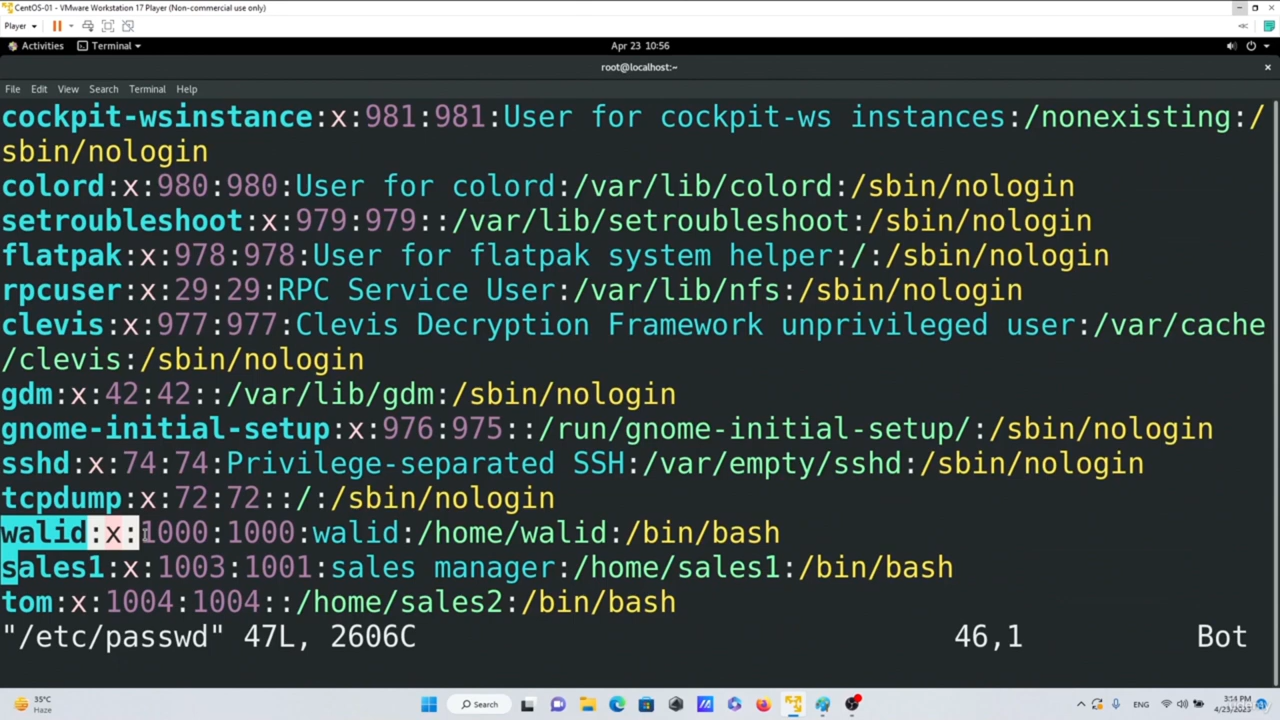 CentOS-01 - VMware Workstation 17 Player (Non-commercial use only)
Player
Activities Terminal Apr 23 10:56
root@localhost:~
File Edit View Search Terminal Help
cockpit-wsinstance:x:981:981:User for cockpit-ws instances:/nonexisting:/
sbin/nologin
colord:x:980:980:User for colord:/var/lib/colord:/sbin/nologin
setroubleshoot:x:979:979::/var/lib/setroubleshoot:/sbin/nologin
flatpak:x:978:978:User for flatpak system helper:/:/sbin/nologin
rpcuser:x:29:29:RPC Service User:/var/lib/nfs:/sbin/nologin
clevis:x:977:977:Clevis Decryption Framework unprivileged user:/var/cache
/clevis:/sbin/nologin
gdm:x:42:42::/var/lib/gdm:/sbin/nologin
gnome-initial-setup:x:976:975::/run/gnome-initial-setup/:/sbin/nologin
sshd:x:74:74:Privilege-separated SSH:/var/empty/sshd:/sbin/nologin
tcpdump:x:72:72::/:/sbin/nologin
walid:x:1000:1000:walid:/home/walid:/bin/bash
sales1:x:1003:1001:sales manager:/home/sales1:/bin/bash
tom:x:1004:1004::/home/sales2:/bin/bash
"/etc/passwd" 47L, 2606C 46,1 Bot
35°C
Haze
Search
ENG
3:14 PM
4/23/2023